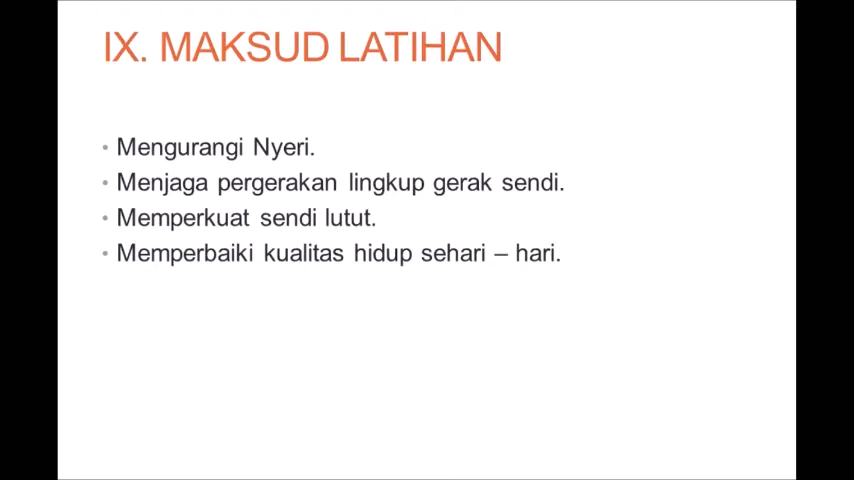 IX. MAKSUD LATIHAN
• Mengurangi Nyeri.
• Menjaga pergerakan lingkup gerak sendi.
• Memperkuat sendi lutut.
• Memperbaiki kualitas hidup sehari – hari.